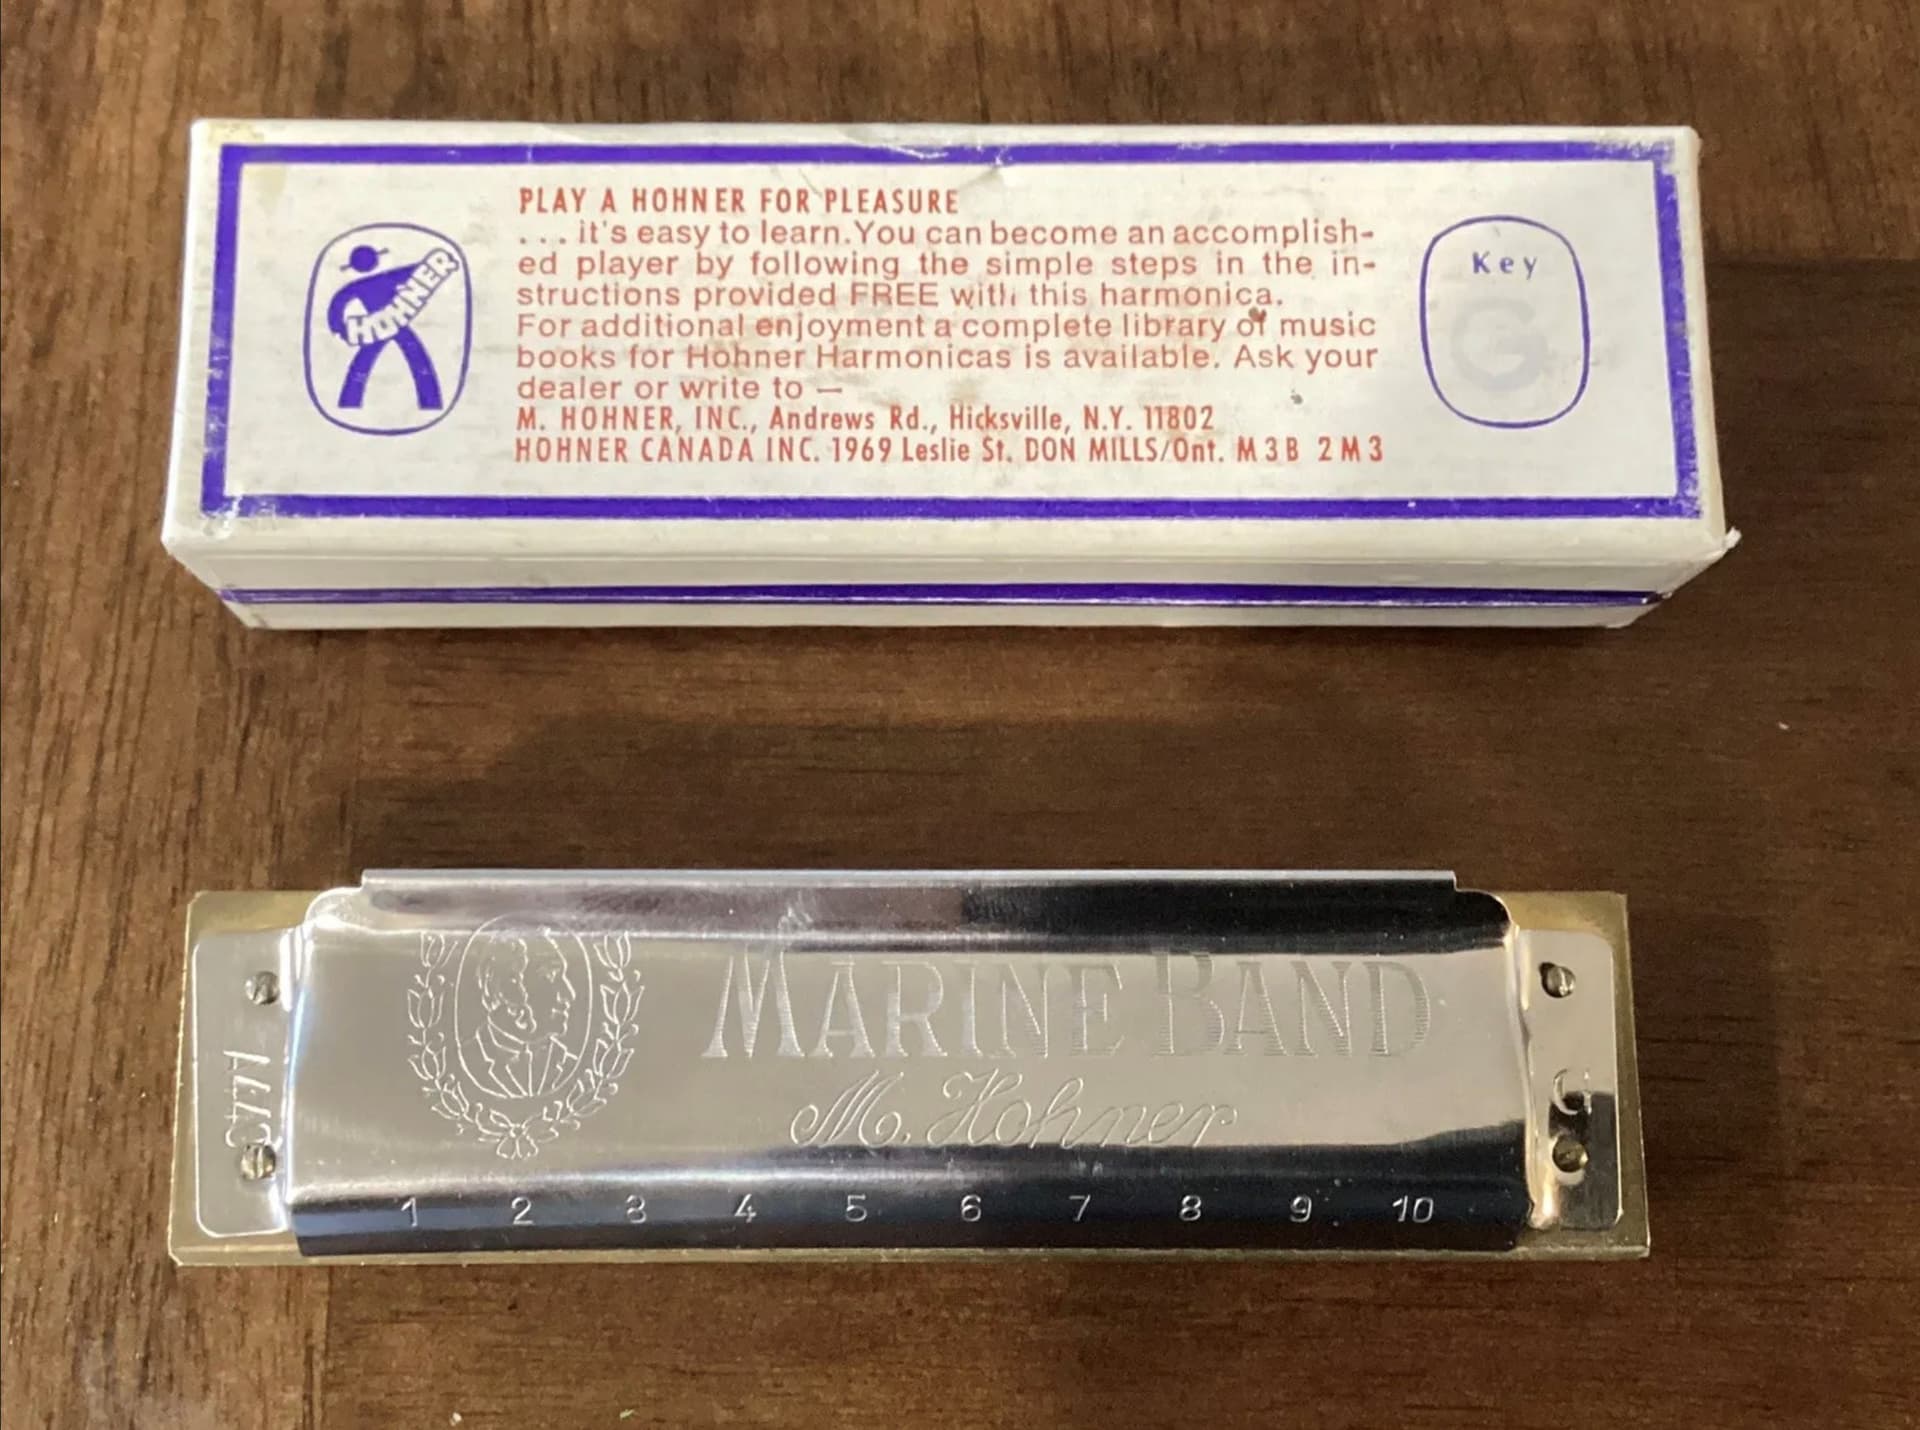 PLAY A HOHNER FOR PLEASURE
. . . it's easy to learn. You can become an accomplish-
ed player by following the simple steps in the in-
structions provided FREE with this harmonica.
For additional enjoyment a complete library of music
books for Hohner Harmonicas is available. Ask your
dealer or write to —
M. HOHNER, INC., Andrews Rd., Hicksville, N.Y. 11802
HOHNER CANADA INC. 1969 Leslie St. DON MILLS/Ont. M3B 2M3
HOHNER
Key
G
MARINE BAND
M. Hohner
A440
G
1 2 3 4 5 6 7 8 9 10